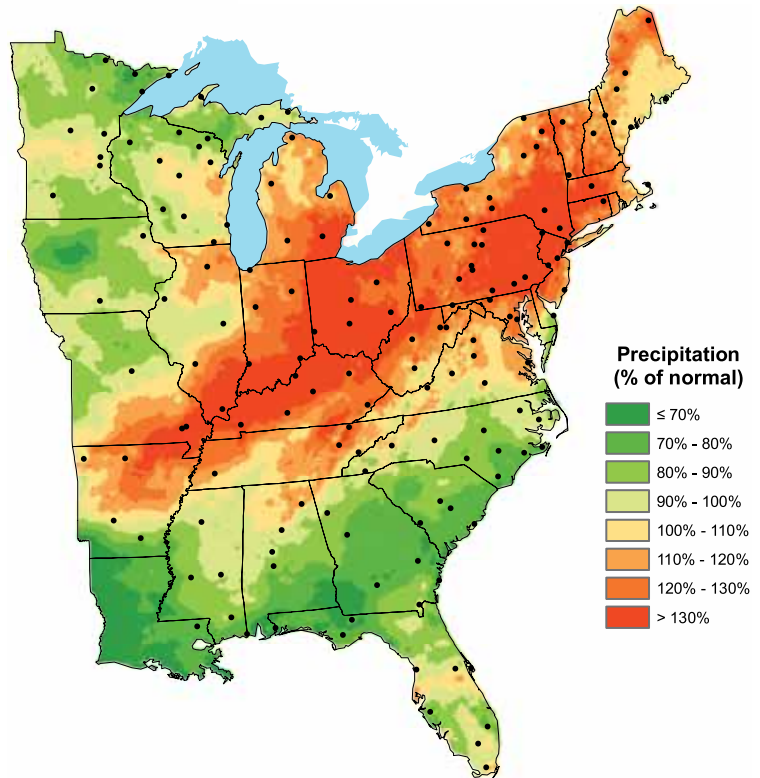 Precipitation
(% of normal)
≤ 70%
70% - 80%
80% - 90%
90% - 100%
100% - 110%
110% - 120%
120% - 130%
> 130%